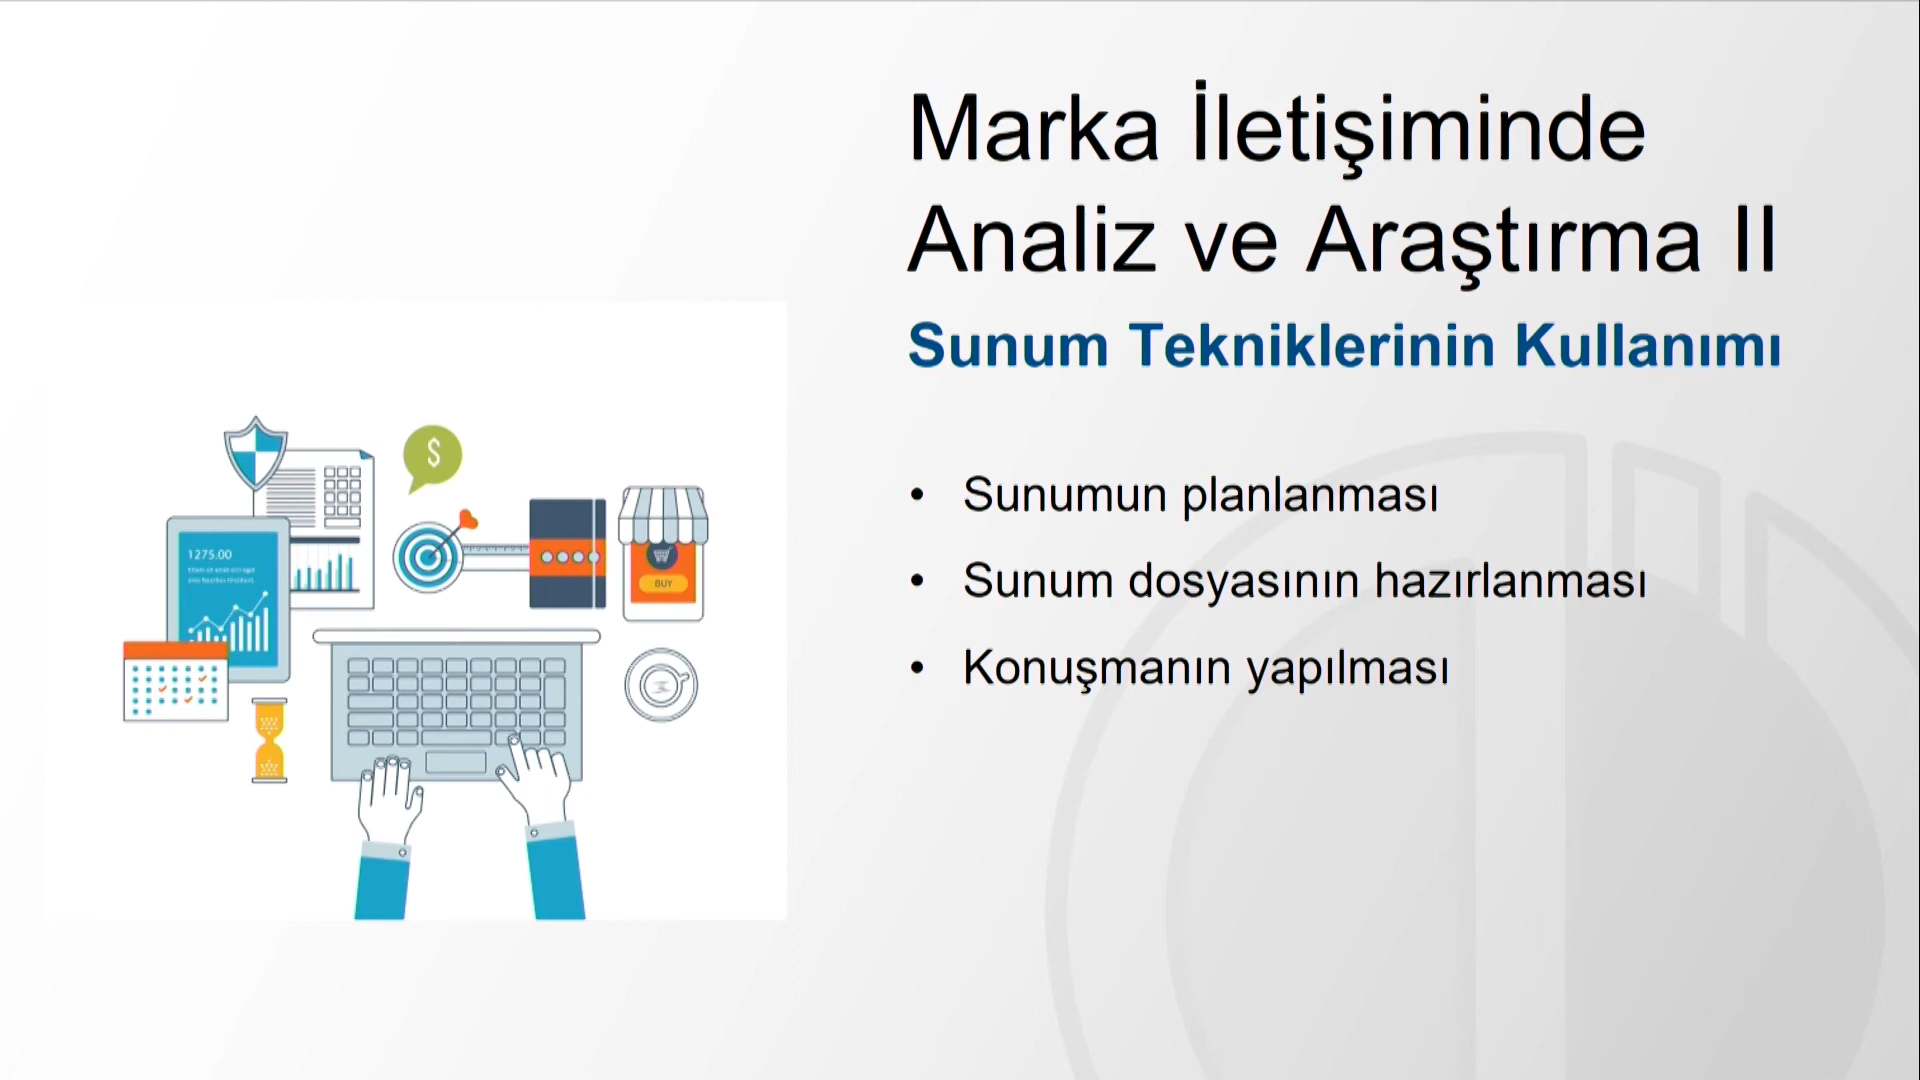 Marka İletişiminde
Analiz ve Araştırma II
Sunum Tekniklerinin Kullanımı
• Sunumun planlanması
• Sunum dosyasının hazırlanması
• Konuşmanın yapılması
$
1275.00
BUY